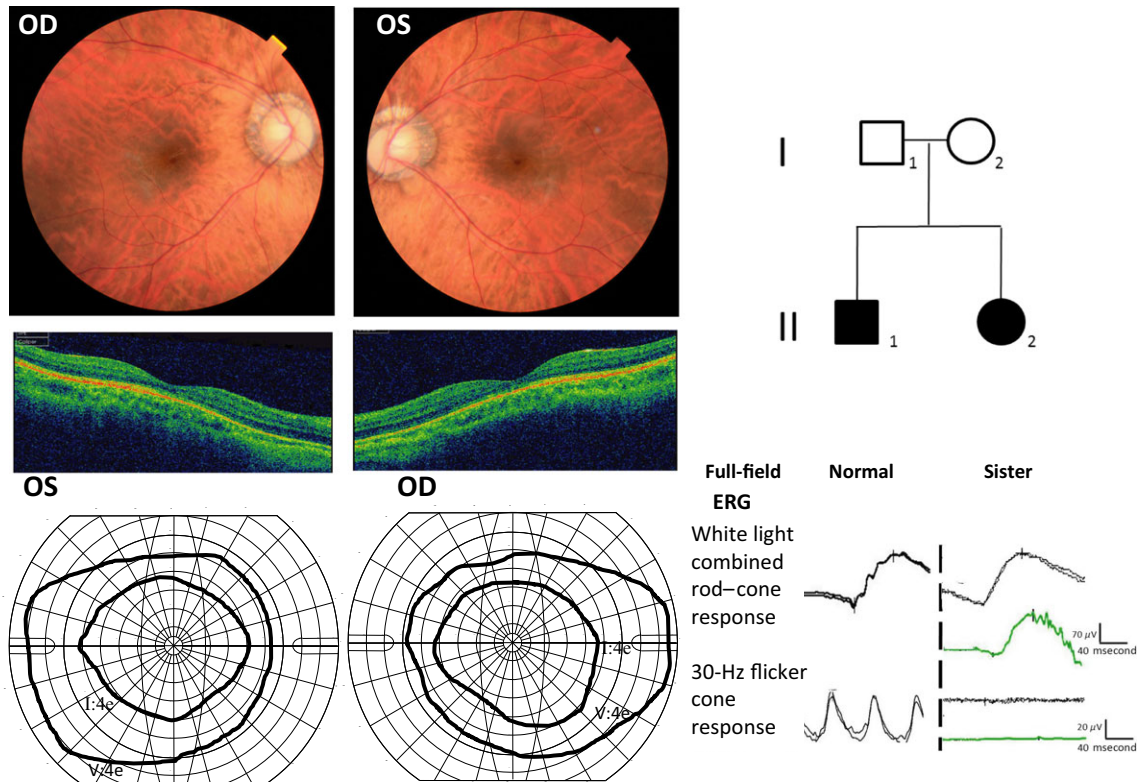 OD
OS
I
1
2
II
1
2
OS
OD
I:4e
V:4e
I:4e
V:4e
Full-field
ERG
Normal
Sister
White light
combined
rod–cone
response
70 µV
40 msecond
30-Hz flicker
cone
response
20 µV
40 msecond